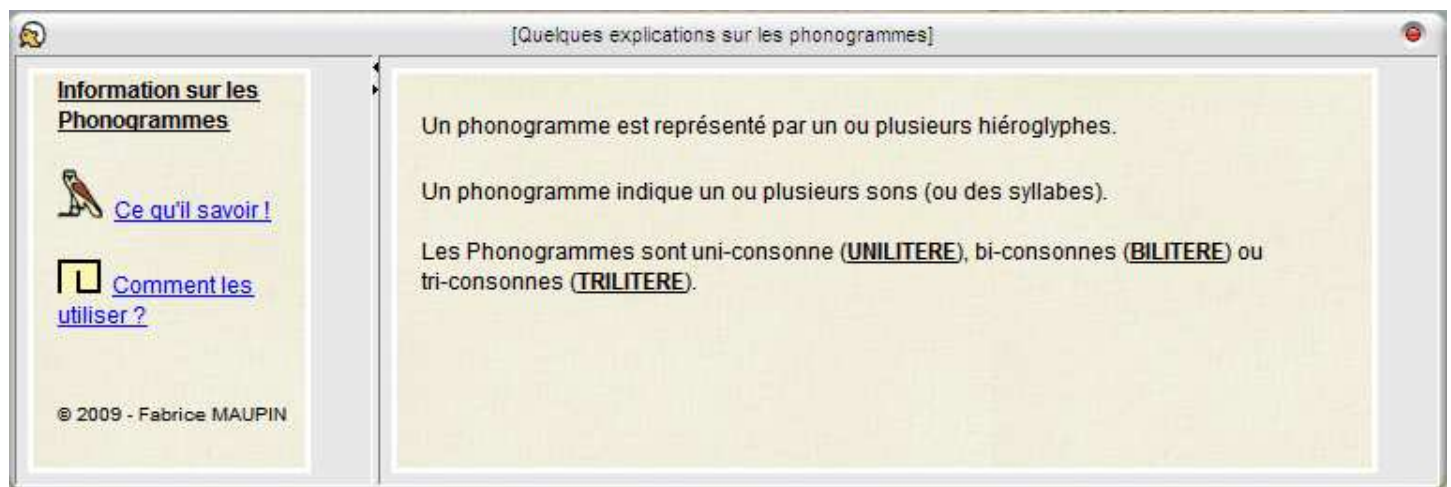 [Quelques explications sur les phonogrammes]
Information sur les
Phonogrammes
Ce qu'il savoir !
Comment les
utiliser ?
© 2009 - Fabrice MAUPIN
Un phonogramme est représenté par un ou plusieurs hiéroglyphes.
Un phonogramme indique un ou plusieurs sons (ou des syllabes).
Les Phonogrammes sont uni-consonne (UNILITERE), bi-consonnes (BILITERE) ou
tri-consonnes (TRILITERE).